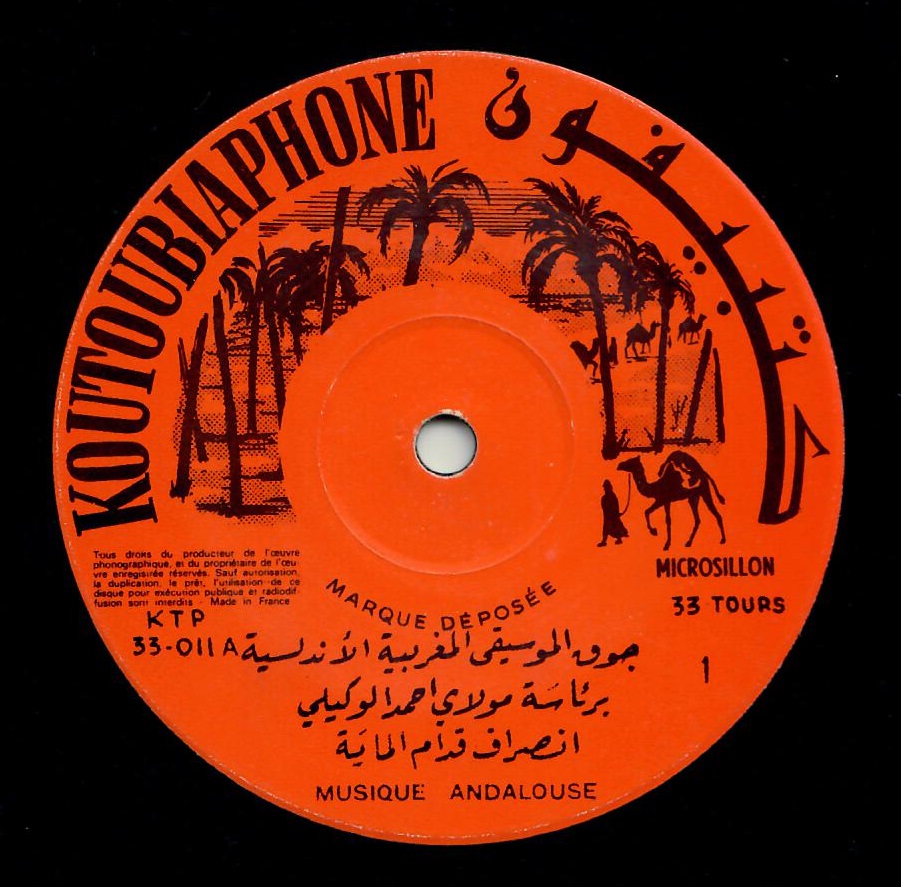 KOUTOUBIAPHONE
كتبيفون
Tous droits du producteur de l'œuvre
phonographique, et du propriétaire de l'œu-
vre enregistrée réservés. Sauf autorisation,
la duplication, le prêt, l'utilisation de ce
disque pour exécution publique et radiodif-
fusion sont interdits - Made in France
MARQUE DÉPOSÉE
MICROSILLON
33 TOURS
KTP
33-011 A
1
جوق الموسيقى المغربية الأندلسية
برئاسة مولاي احمد الوكيلي
انصراف قدام الماية
MUSIQUE ANDALOUSE